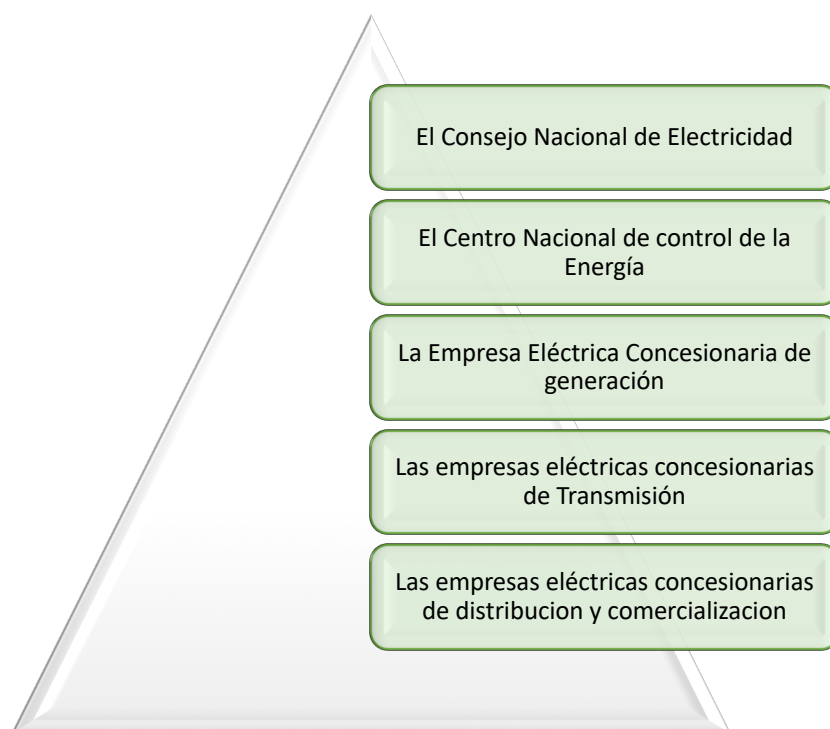 El Consejo Nacional de Electricidad
El Centro Nacional de control de la
Energía
La Empresa Eléctrica Concesionaria de
generación
Las empresas eléctricas concesionarias
de Transmisión
Las empresas eléctricas concesionarias
de distribucion y comercializacion